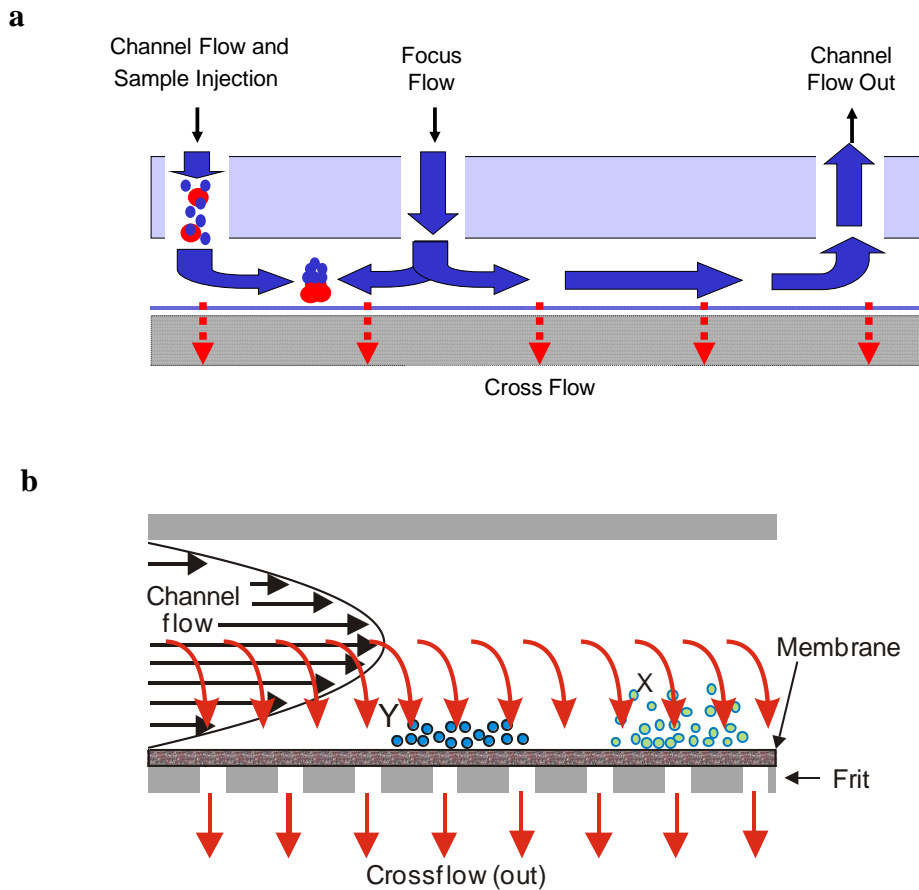 a
Channel Flow and
Sample Injection
Focus
Flow
Channel
Flow Out
Cross Flow
b
Channel
flow
Y
X
Membrane
Frit
Crossflow (out)